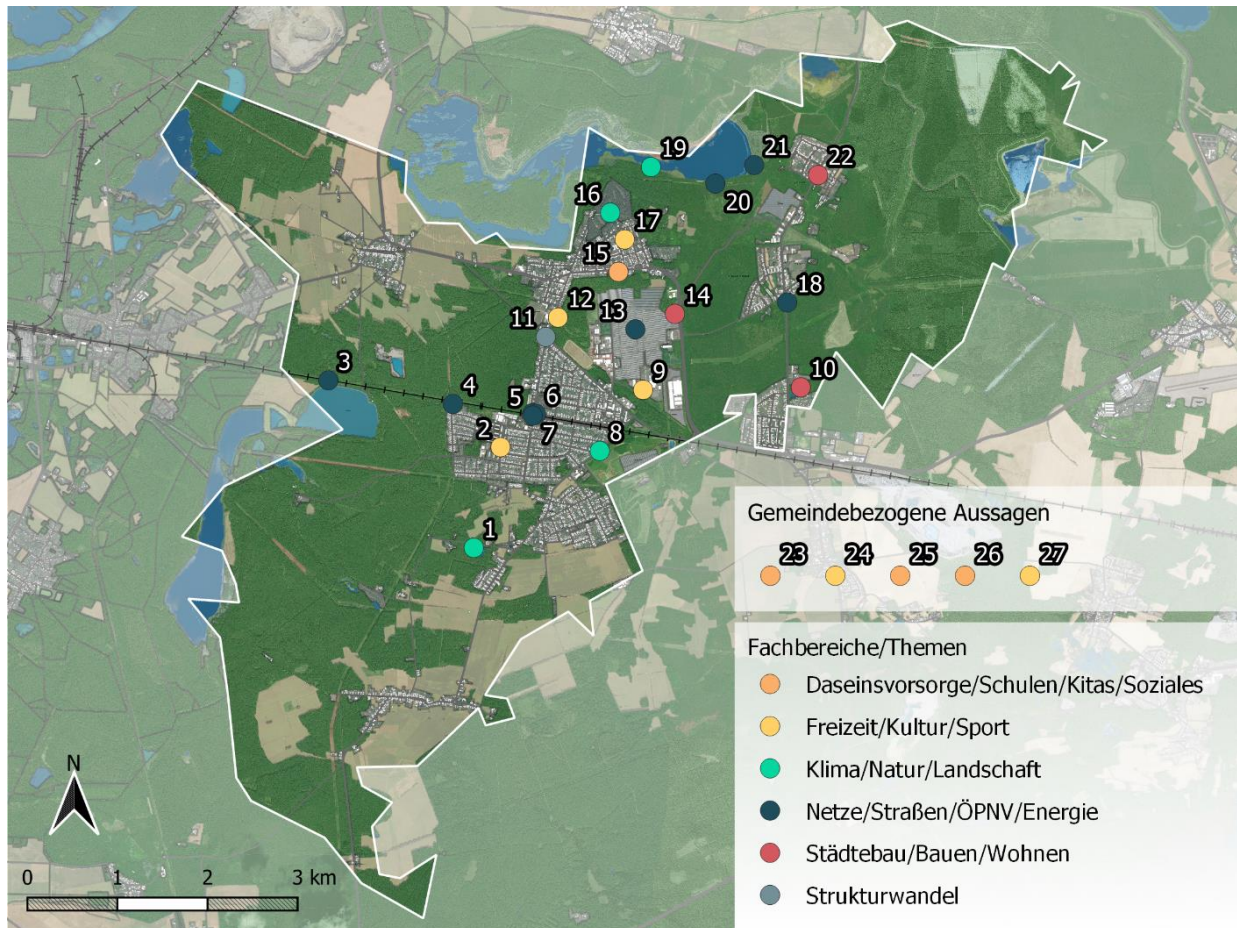 19
21
22
20
16
17
15
18
12
14
11
13
3
10
9
4
5
6
2
7
8
1
Gemeindebezogene Aussagen
23 24 25 26 27
Fachbereiche/Themen
Daseinsvorsorge/Schulen/Kitas/Soziales
Freizeit/Kultur/Sport
Klima/Natur/Landschaft
Netze/Straßen/ÖPNV/Energie
Städtebau/Bauen/Wohnen
Strukturwandel
N
0 1 2 3 km